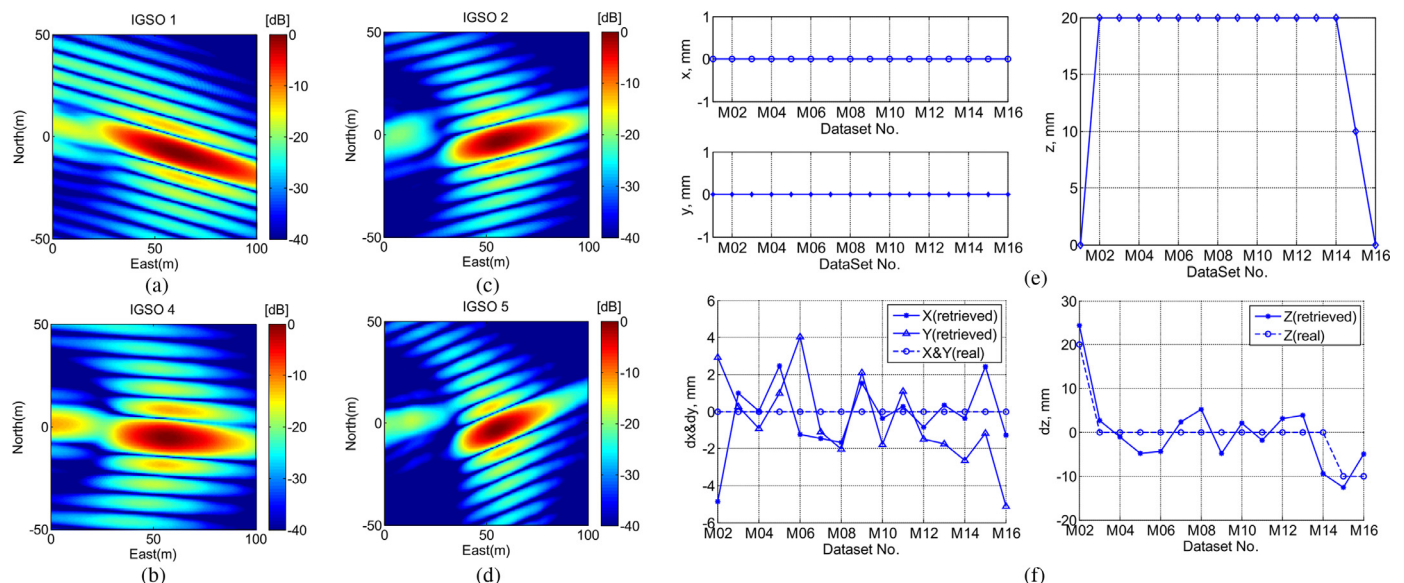 IGSO 1
[dB]
50
0
-50
North(m)
0
50
100
East(m)
0
-10
-20
-30
-40
(a)
IGSO 2
[dB]
50
0
-50
North(m)
0
50
100
East(m)
0
-10
-20
-30
-40
(c)
IGSO 4
[dB]
50
0
-50
North(m)
0
50
100
East(m)
0
-10
-20
-30
-40
(b)
IGSO 5
[dB]
50
0
-50
North(m)
0
50
100
East(m)
0
-10
-20
-30
-40
(d)
1
0
-1
x, mm
M02 M04 M06 M08 M10 M12 M14 M16
Dataset No.
1
0
-1
y, mm
M02 M04 M06 M08 M10 M12 M14 M16
DataSet No.
20
15
10
5
0
z, mm
M02 M04 M06 M08 M10 M12 M14 M16
DataSet No.
(e)
6
4
2
0
-2
-4
-6
dx&dy, mm
X(retrieved)
Y(retrieved)
X&Y(real)
M02 M04 M06 M08 M10 M12 M14 M16
Dataset No.
30
20
10
0
-10
-20
dz, mm
Z(retrieved)
Z(real)
M02 M04 M06 M08 M10 M12 M14 M16
Dataset No.
(f)